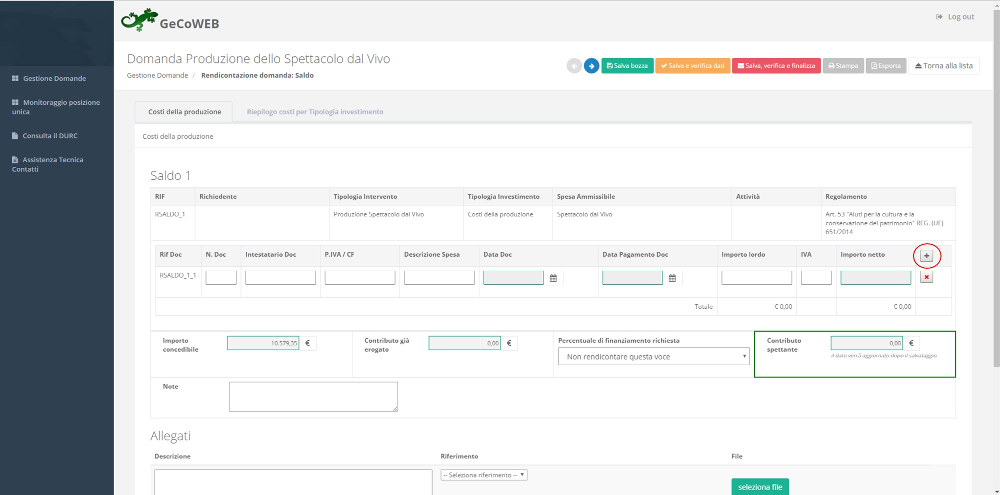 GeCoWEB
Log out
Gestione Domande
Monitoraggio posizione
unica
Consulta il DURC
Assistenza Tecnica
Contatti
Domanda Produzione dello Spettacolo dal Vivo
Gestione Domande / Rendicontazione domanda: Saldo
Salva bozza
Salva e verifica dati
Salva, verifica e finalizza
Stampa
Esporta
Torna alla lista
Costi della produzione
Riepilogo costi per Tipologia investimento
Costi della produzione
Saldo 1
RIF Richiedente Tipologia Intervento Tipologia Investimento Spesa Ammissibile Attività Regolamento
RSALDO_1 Produzione Spettacolo dal Vivo Costi della produzione Spettacolo dal Vivo Art. 53 "Aiuti per la cultura e la
conservazione del patrimonio" REG. (UE)
651/2014
Rif Doc N. Doc Intestatario Doc P.IVA / CF Descrizione Spesa Data Doc Data Pagamento Doc Importo lordo IVA Importo netto
RSALDO_1_1
Totale € 0,00 € 0,00
Importo
concedibile
10.579,35 €
Contributo già
erogato
0,00 €
Percentuale di finanziamento richiesta
Non rendicontare questa voce
Contributo
spettante
0,00 €
il dato verrà aggiornato dopo il salvataggio
Note
Allegati
Descrizione Riferimento File
-- Seleziona riferimento --
seleziona file